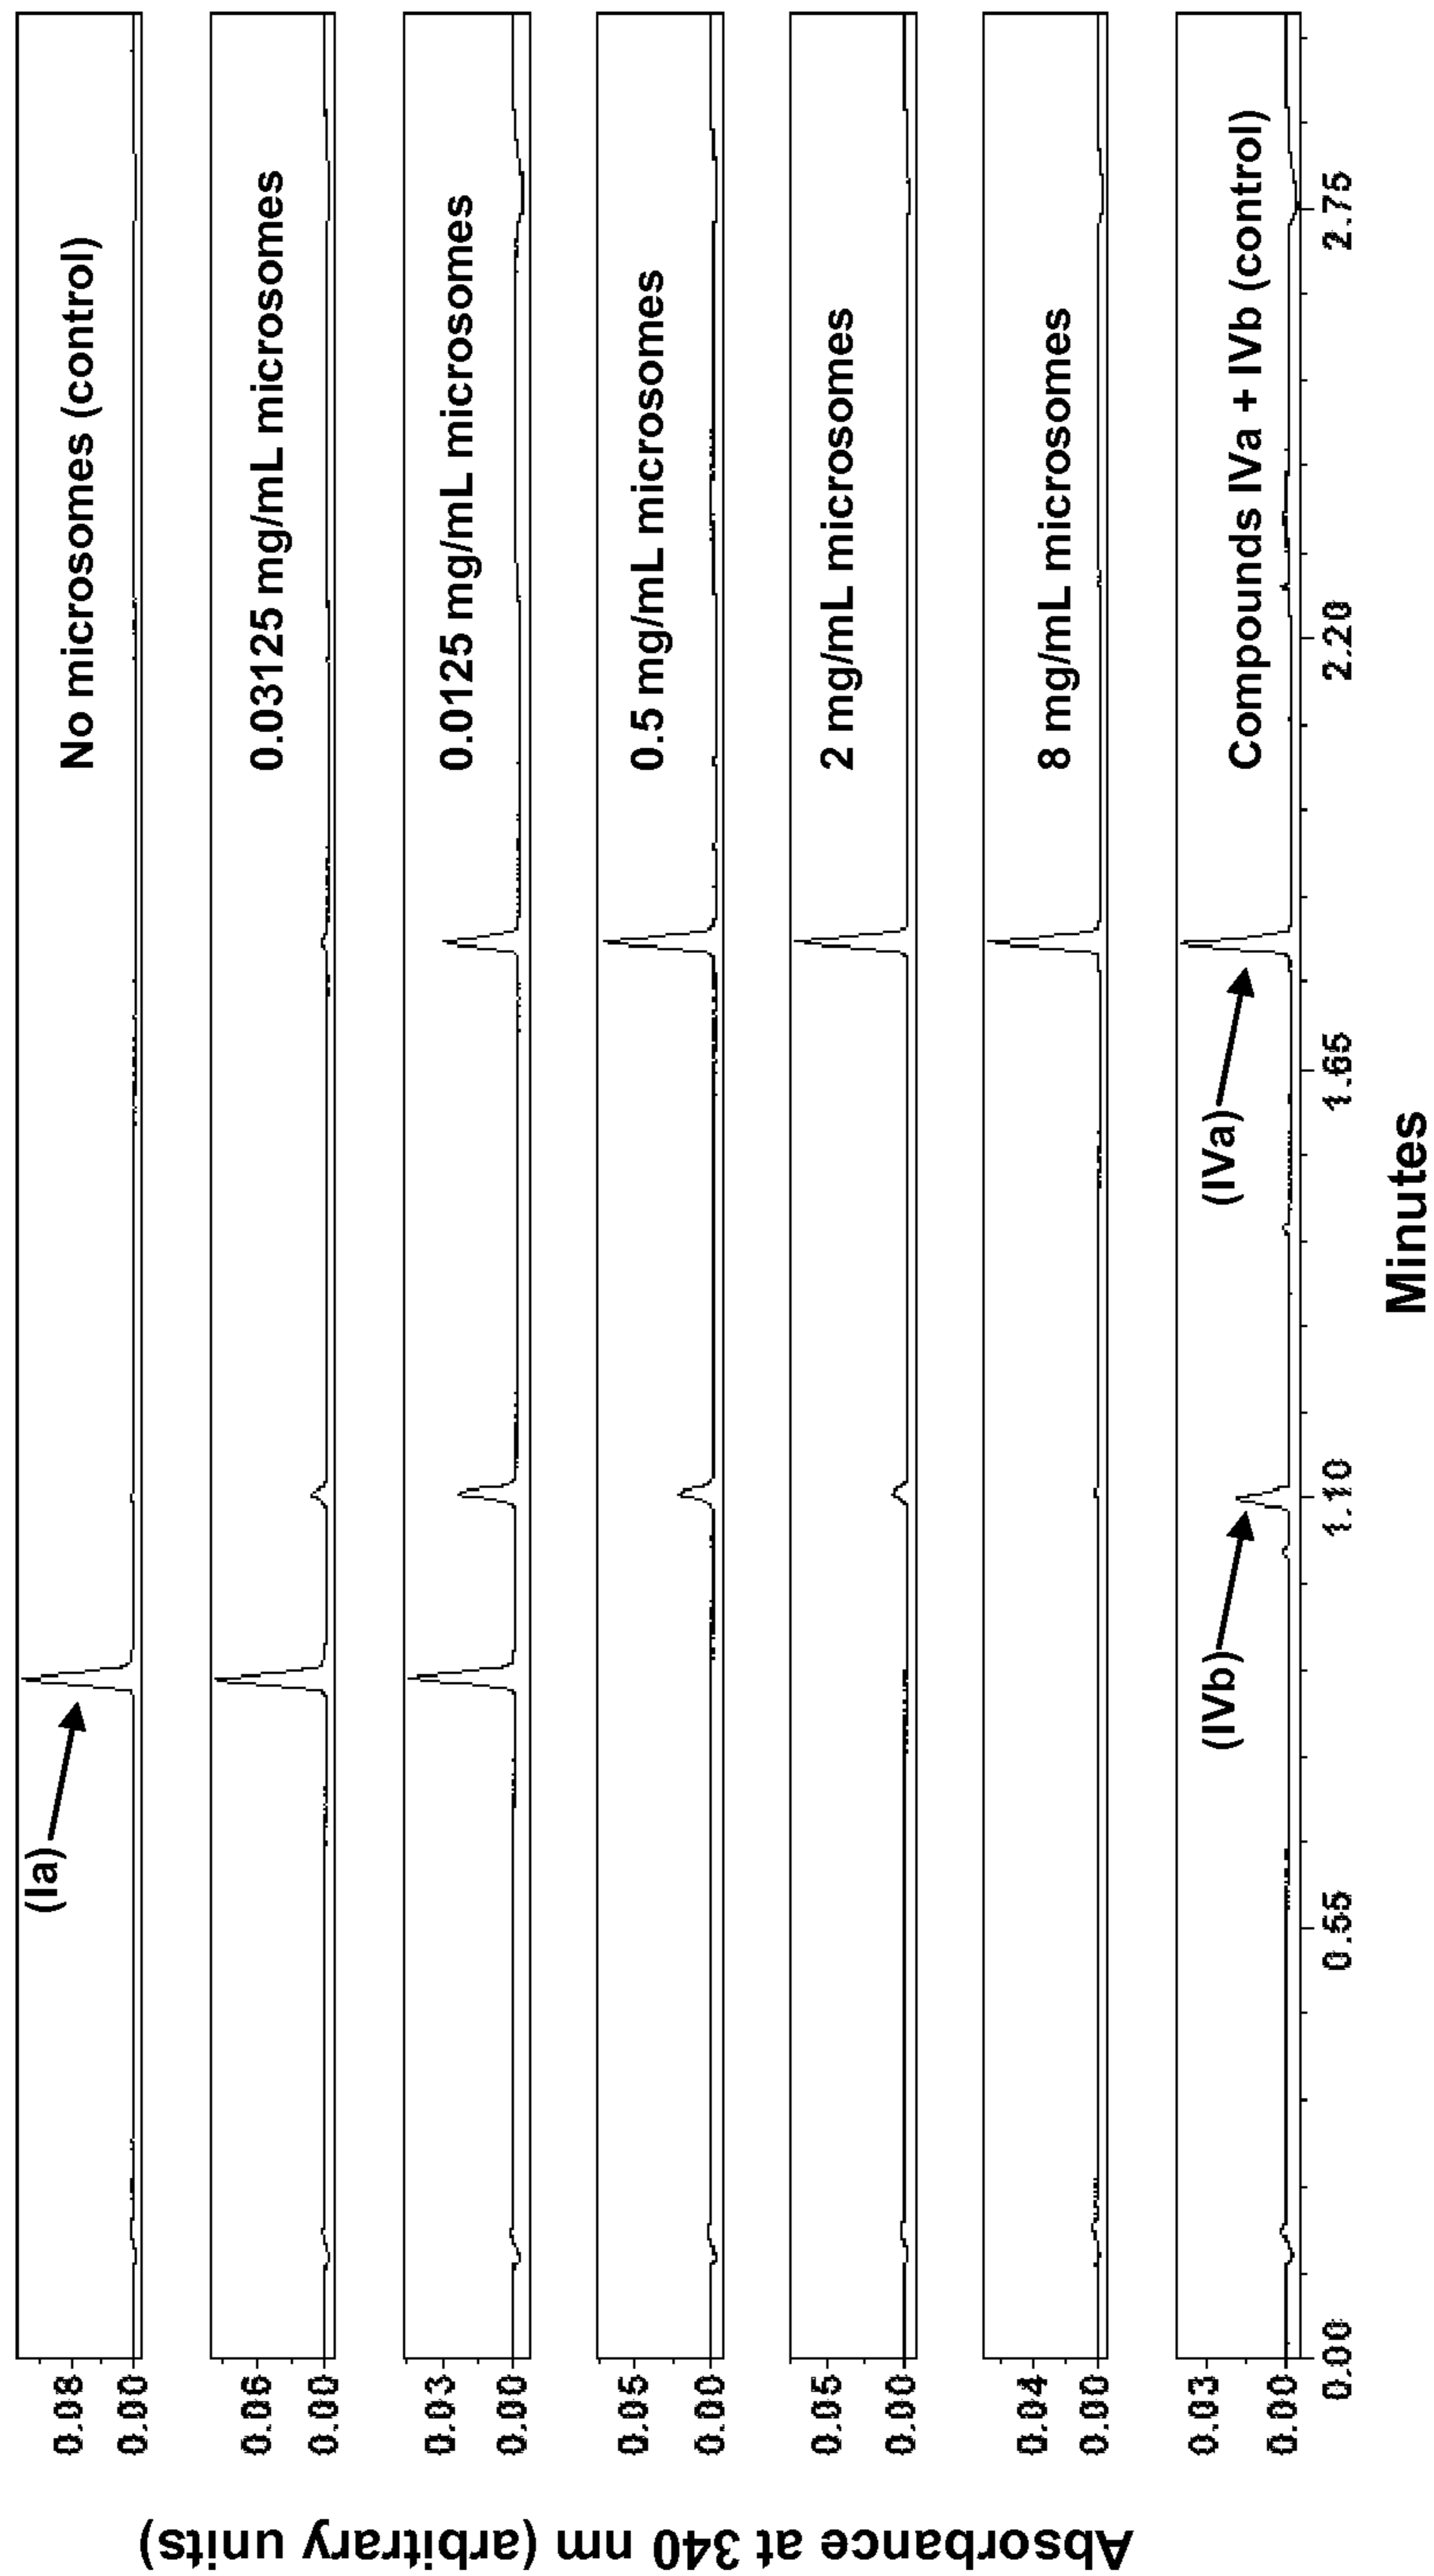 Absorbance at 340 nm (arbitrary units)
(Ia)
No microsomes (control)
0.08
0.00
0.03125 mg/mL microsomes
0.06
0.00
0.0125 mg/mL microsomes
0.03
0.00
0.5 mg/mL microsomes
0.05
0.00
2 mg/mL microsomes
0.05
0.00
8 mg/mL microsomes
0.04
0.00
Compounds IVa + IVb (control)
(IVb)
(IVa)
0.03
0.00
0.00 0.55 1.10 1.65 2.20 2.75
Minutes